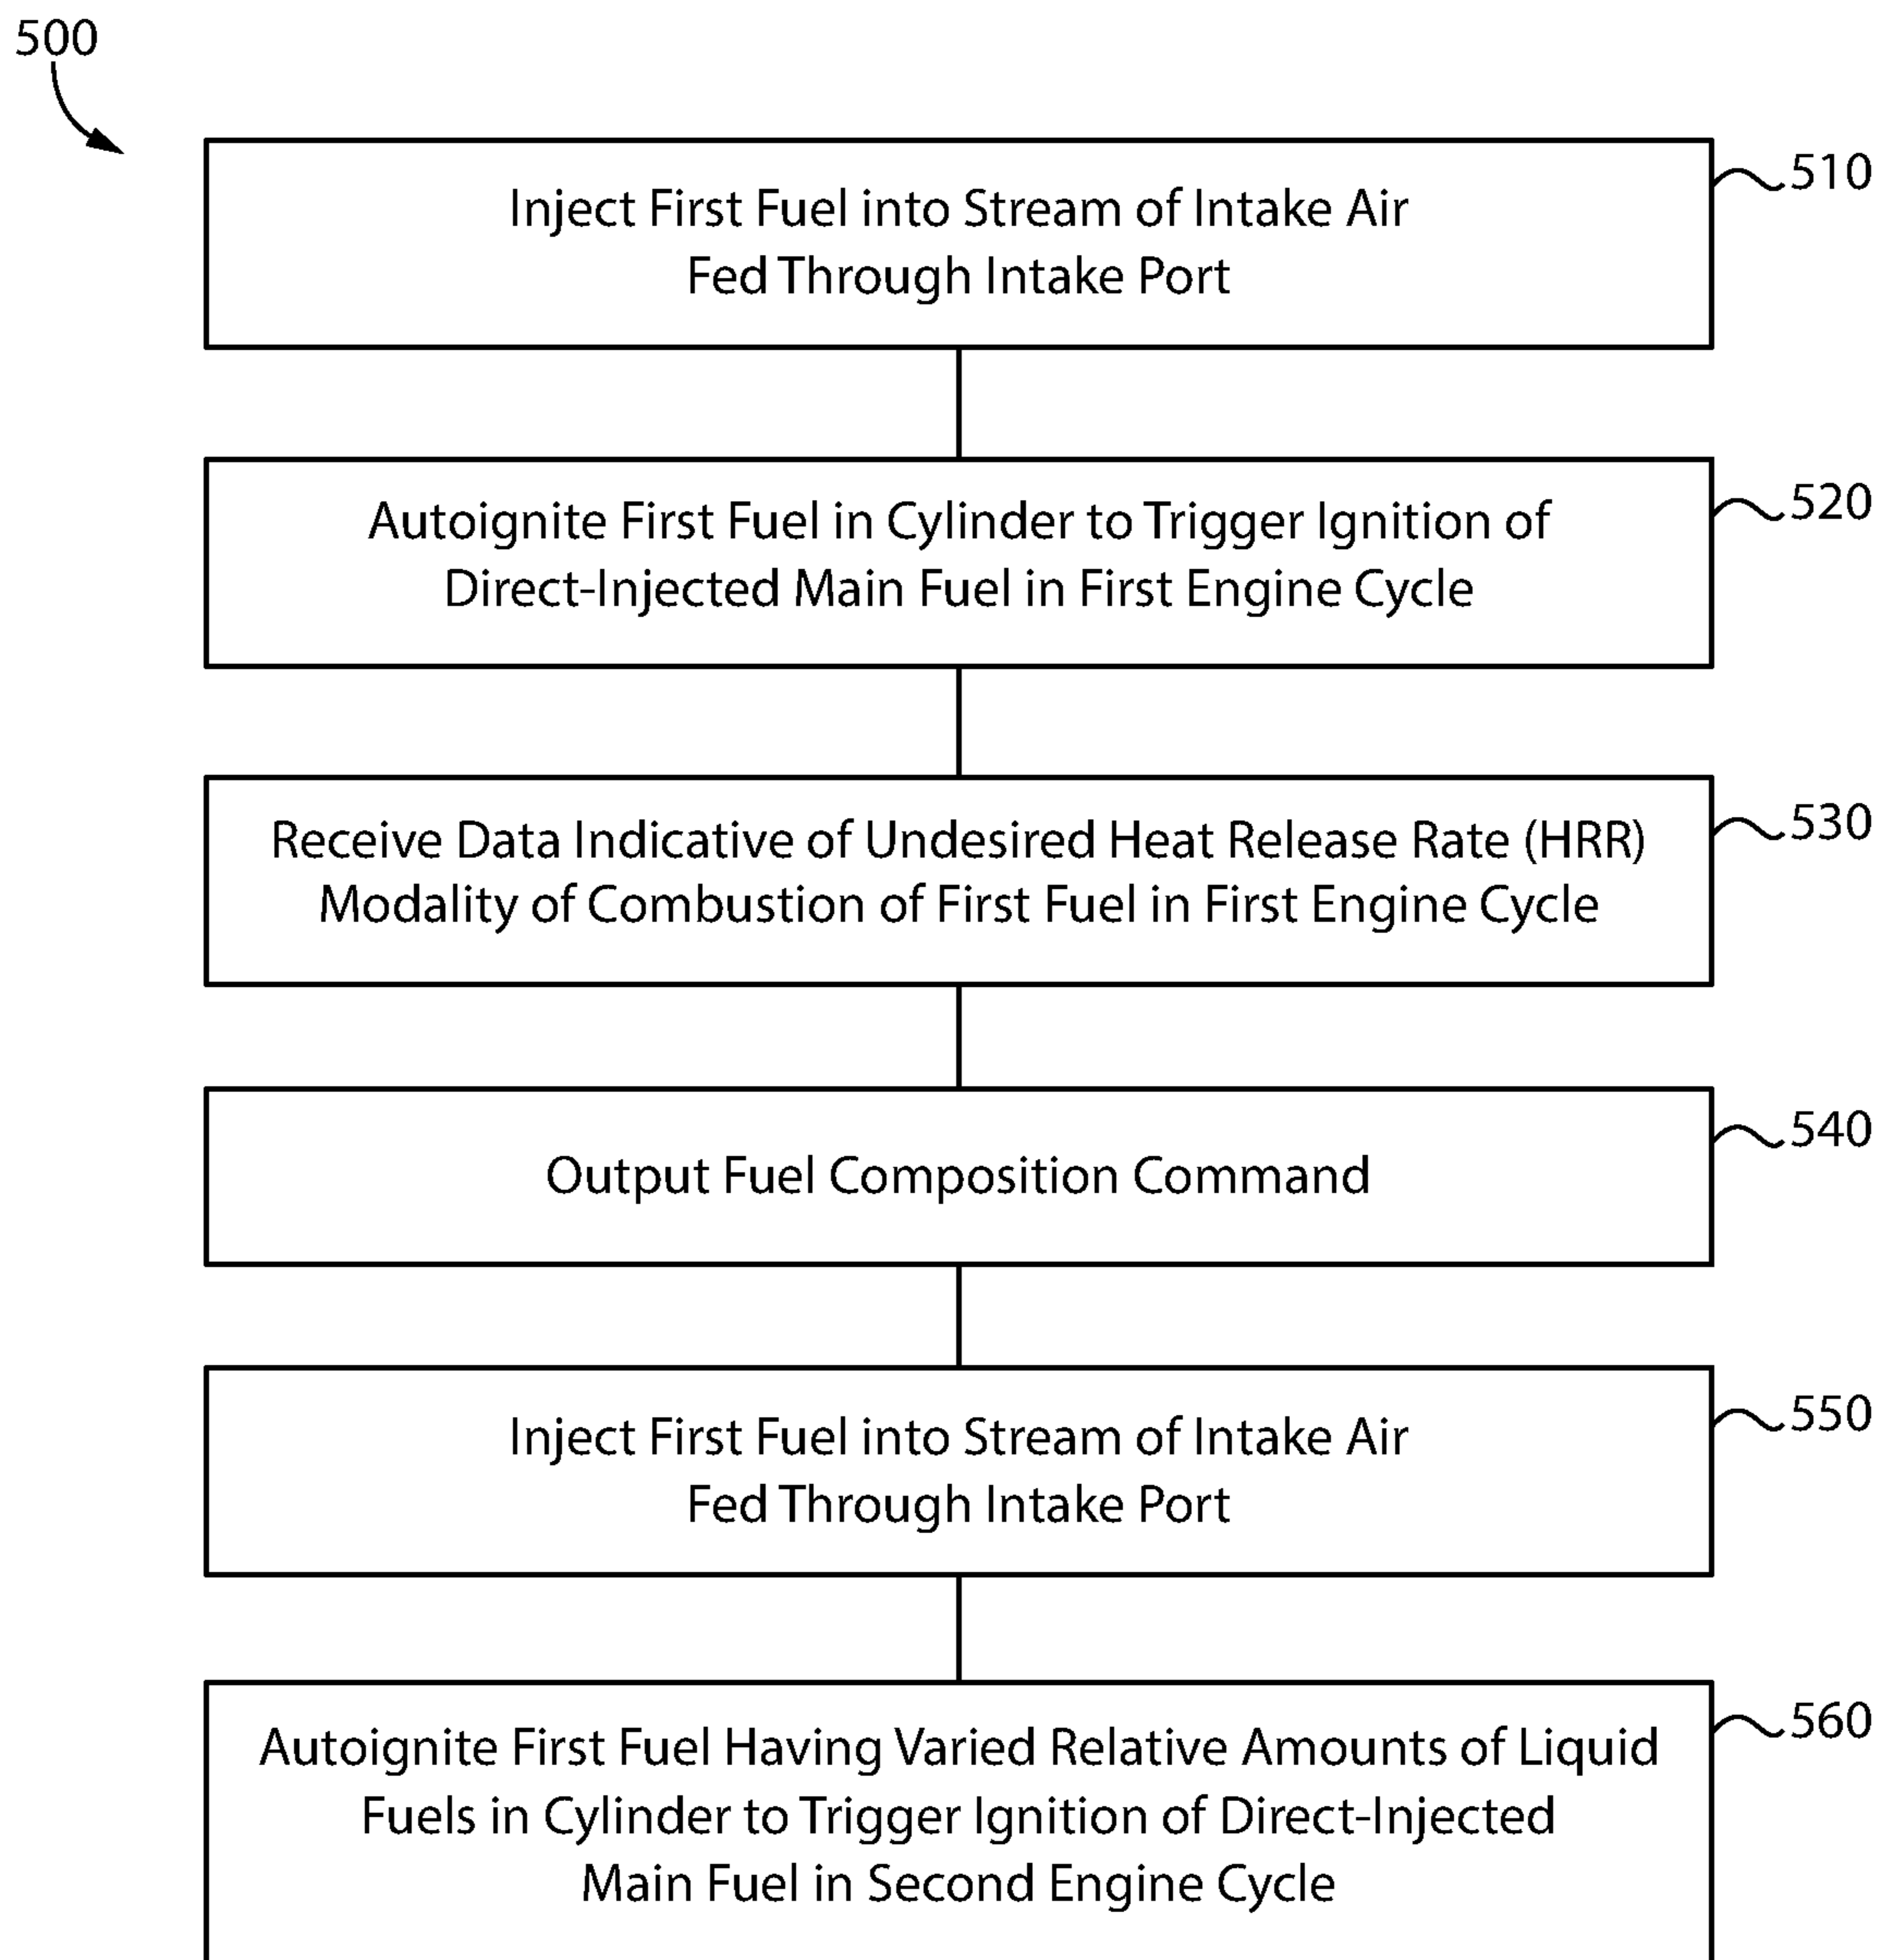 500
Inject First Fuel into Stream of Intake Air
Fed Through Intake Port
510
Autoignite First Fuel in Cylinder to Trigger Ignition of
Direct-Injected Main Fuel in First Engine Cycle
520
Receive Data Indicative of Undesired Heat Release Rate (HRR)
Modality of Combustion of First Fuel in First Engine Cycle
530
Output Fuel Composition Command
540
Inject First Fuel into Stream of Intake Air
Fed Through Intake Port
550
Autoignite First Fuel Having Varied Relative Amounts of Liquid
Fuels in Cylinder to Trigger Ignition of Direct-Injected
Main Fuel in Second Engine Cycle
560